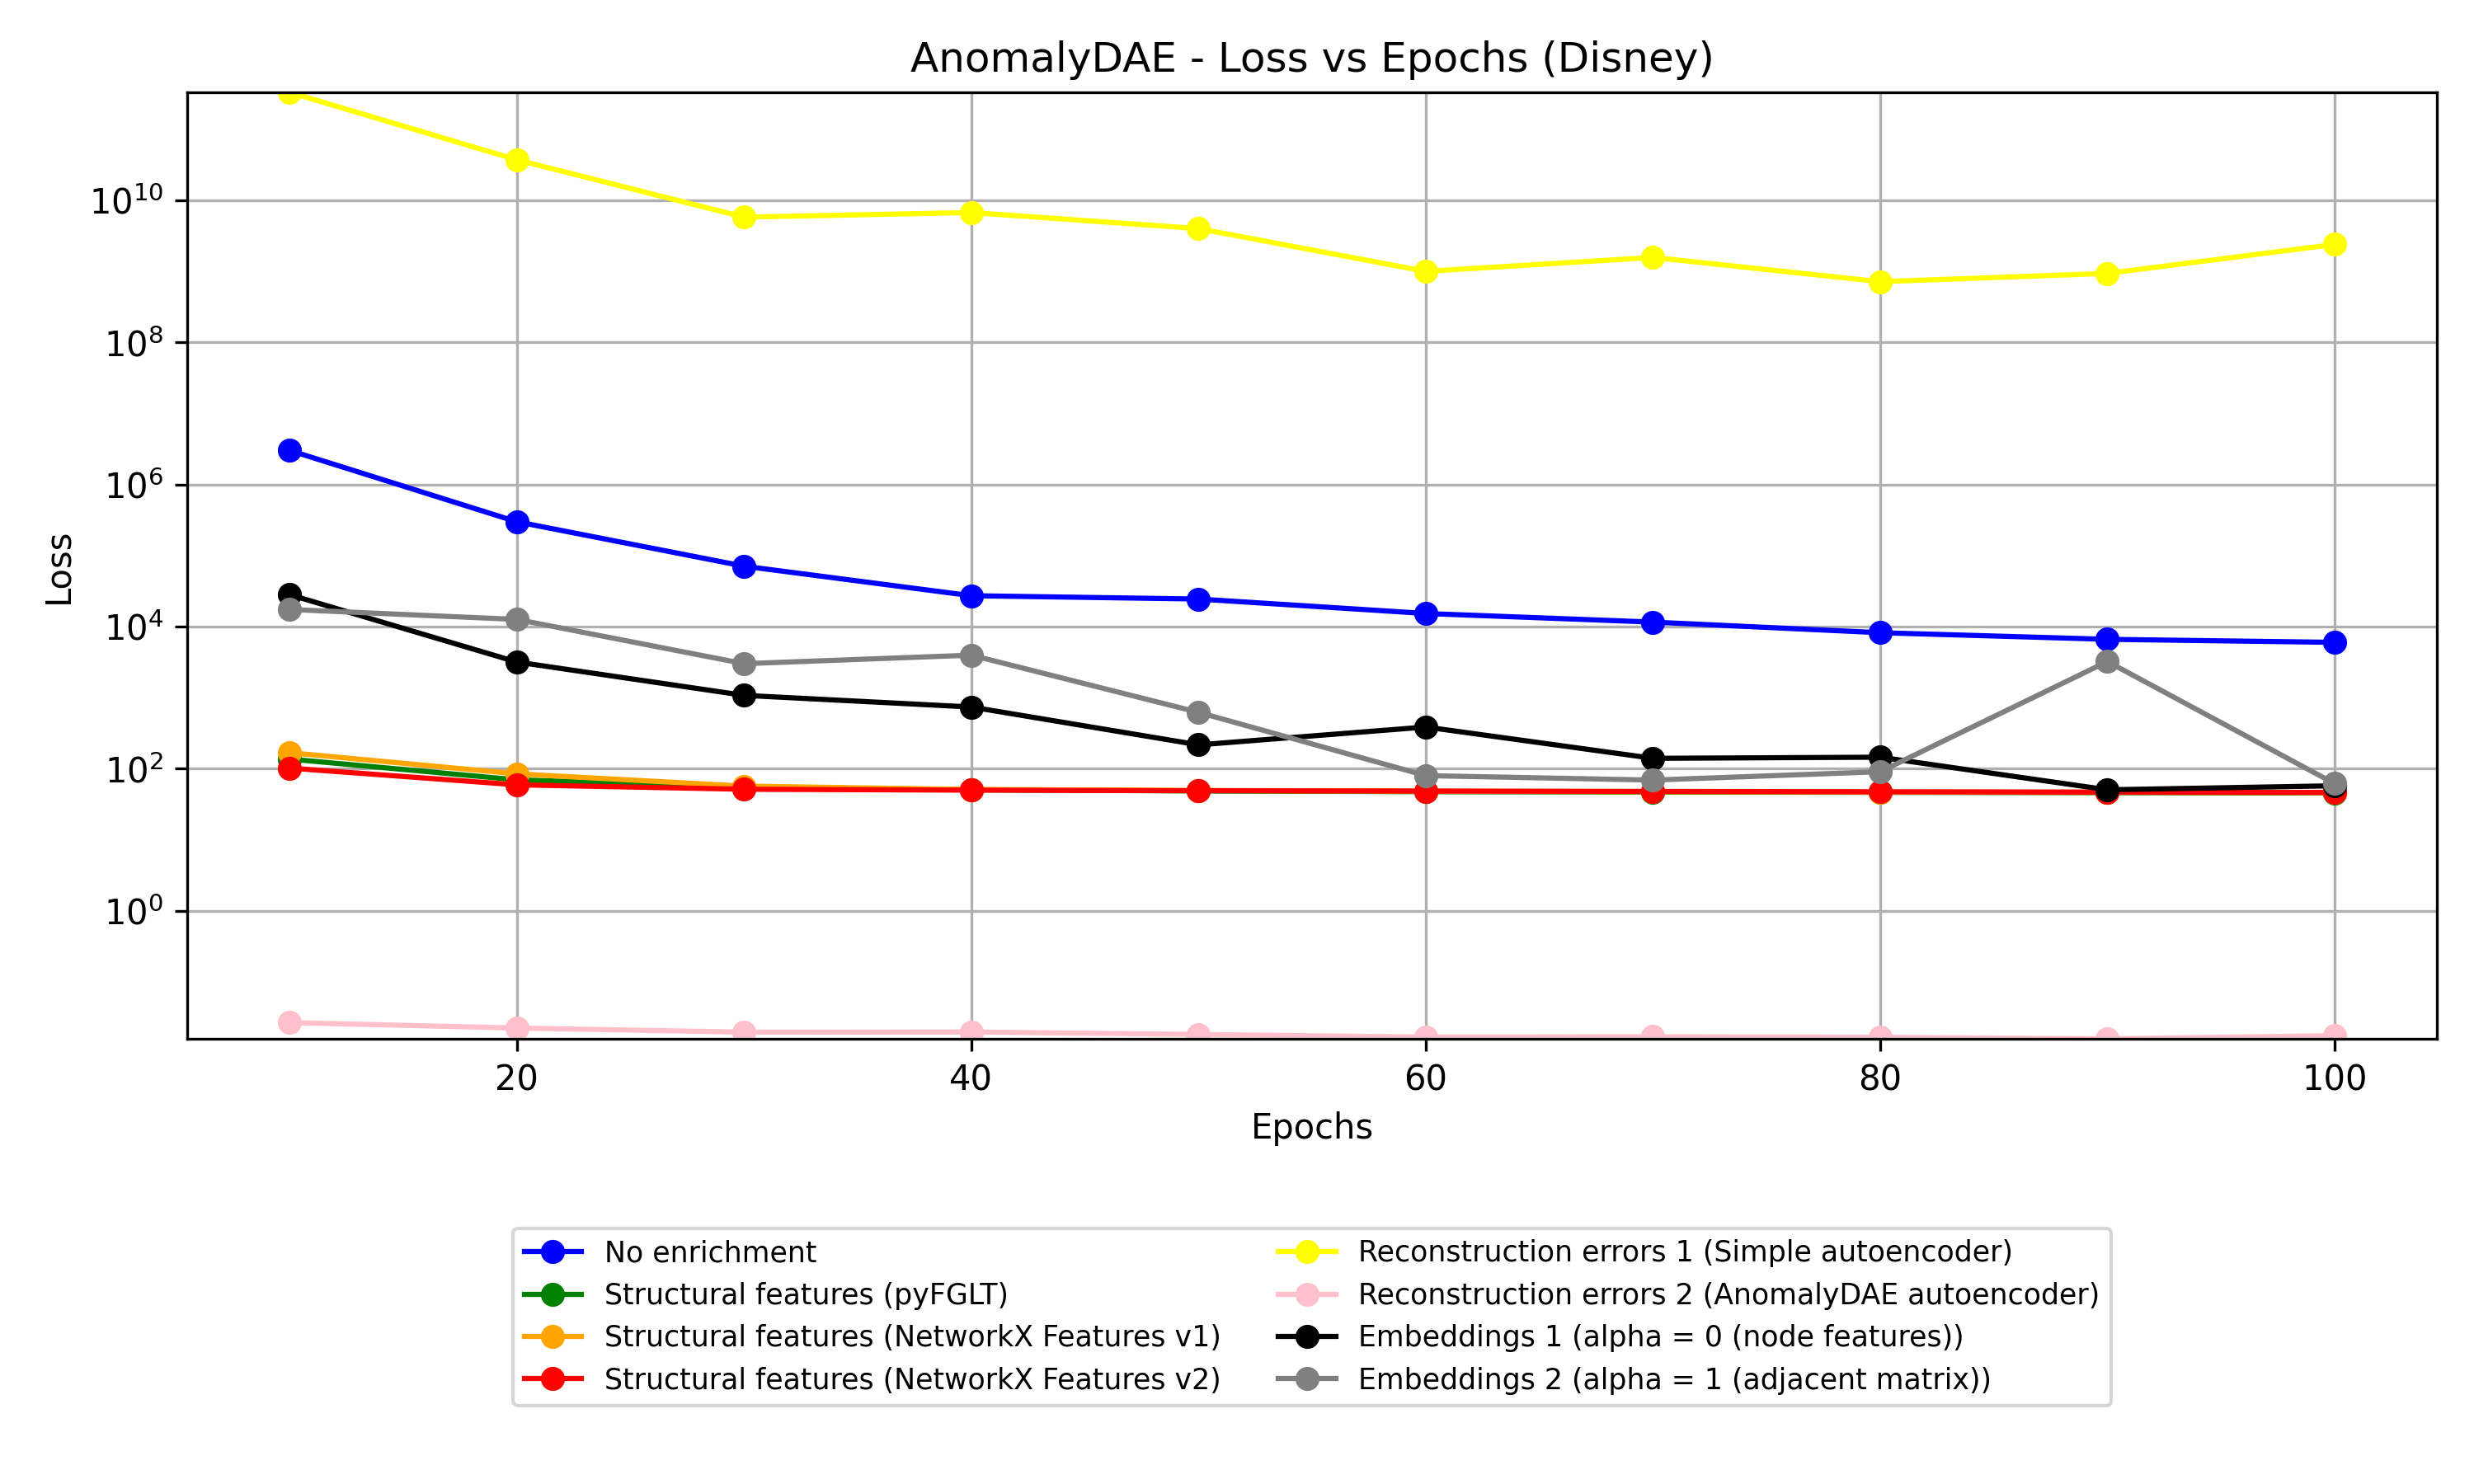 AnomalyDAE - Loss vs Epochs (Disney)
Loss
10^10
10^8
10^6
10^4
10^2
10^0
20 40 60 80 100
Epochs
No enrichment
Structural features (pyFGLT)
Structural features (NetworkX Features v1)
Structural features (NetworkX Features v2)
Reconstruction errors 1 (Simple autoencoder)
Reconstruction errors 2 (AnomalyDAE autoencoder)
Embeddings 1 (alpha = 0 (node features))
Embeddings 2 (alpha = 1 (adjacent matrix))